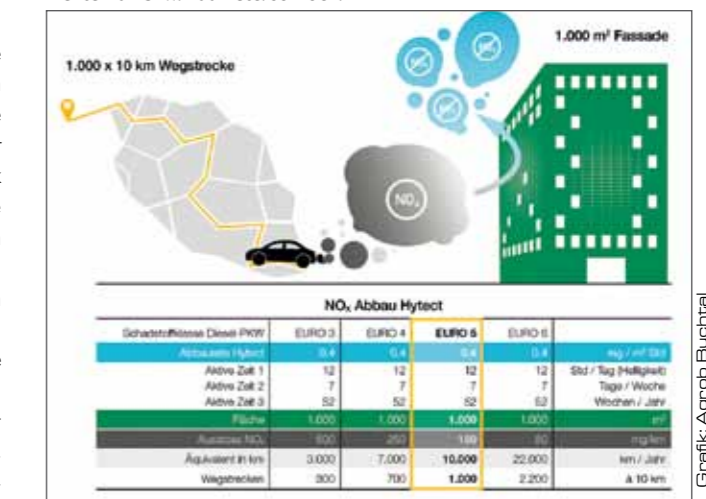 1.000 x 10 km Wegstrecke
1.000 m² Fassade
NOₓ
NOₓ Abbau Hytect
Schadstoffklasse Diesel-PKW EURO 3 EURO 4 EURO 5 EURO 6
Abbaurate Hytect 0.4 0.4 0.4 0.4 mg / m² Std
Aktive Zeit 1 12 12 12 12 Std / Tag (Helligkeit)
Aktive Zeit 2 7 7 7 7 Tage / Woche
Aktive Zeit 3 52 52 52 52 Wochen / Jahr
Fläche 1.000 1.000 1.000 1.000 m²
NOₓ 500 250 180 80 mg/km
Äquivalent in km 3.000 7.000 10.000 22.000 km / Jahr
Wegstrecken 300 700 1.000 2.200 à 10 km
Grafik: Agrob Buchtal